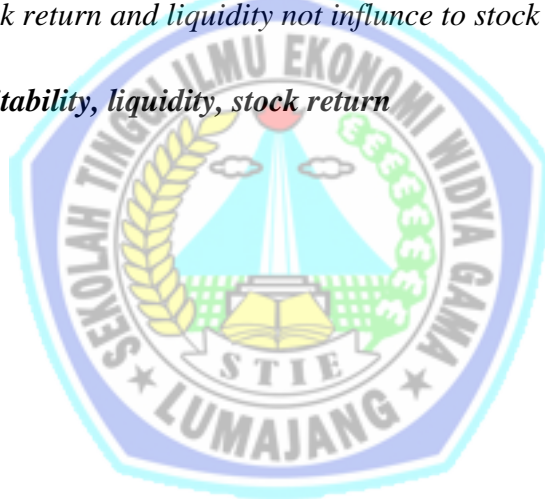 k return and liquidity not influnce to stock
tability, liquidity, stock return
SEKOLAH TINGGI ILMU EKONOMI WIDYA GAMA
STIE
LUMAJANG